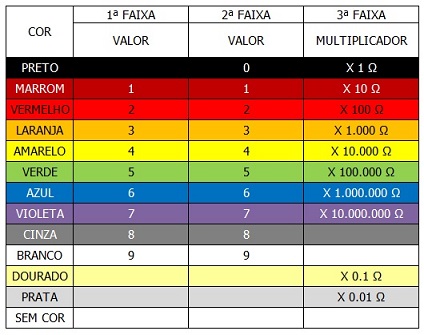 COR 1ª FAIXA 2ª FAIXA 3ª FAIXA
VALOR VALOR MULTIPLICADOR
PRETO 0 X 1 Ω
MARROM 1 1 X 10 Ω
VERMELHO 2 2 X 100 Ω
LARANJA 3 3 X 1.000 Ω
AMARELO 4 4 X 10.000 Ω
VERDE 5 5 X 100.000 Ω
AZUL 6 6 X 1.000.000 Ω
VIOLETA 7 7 X 10.000.000 Ω
CINZA 8 8
BRANCO 9 9
DOURADO X 0.1 Ω
PRATA X 0.01 Ω
SEM COR